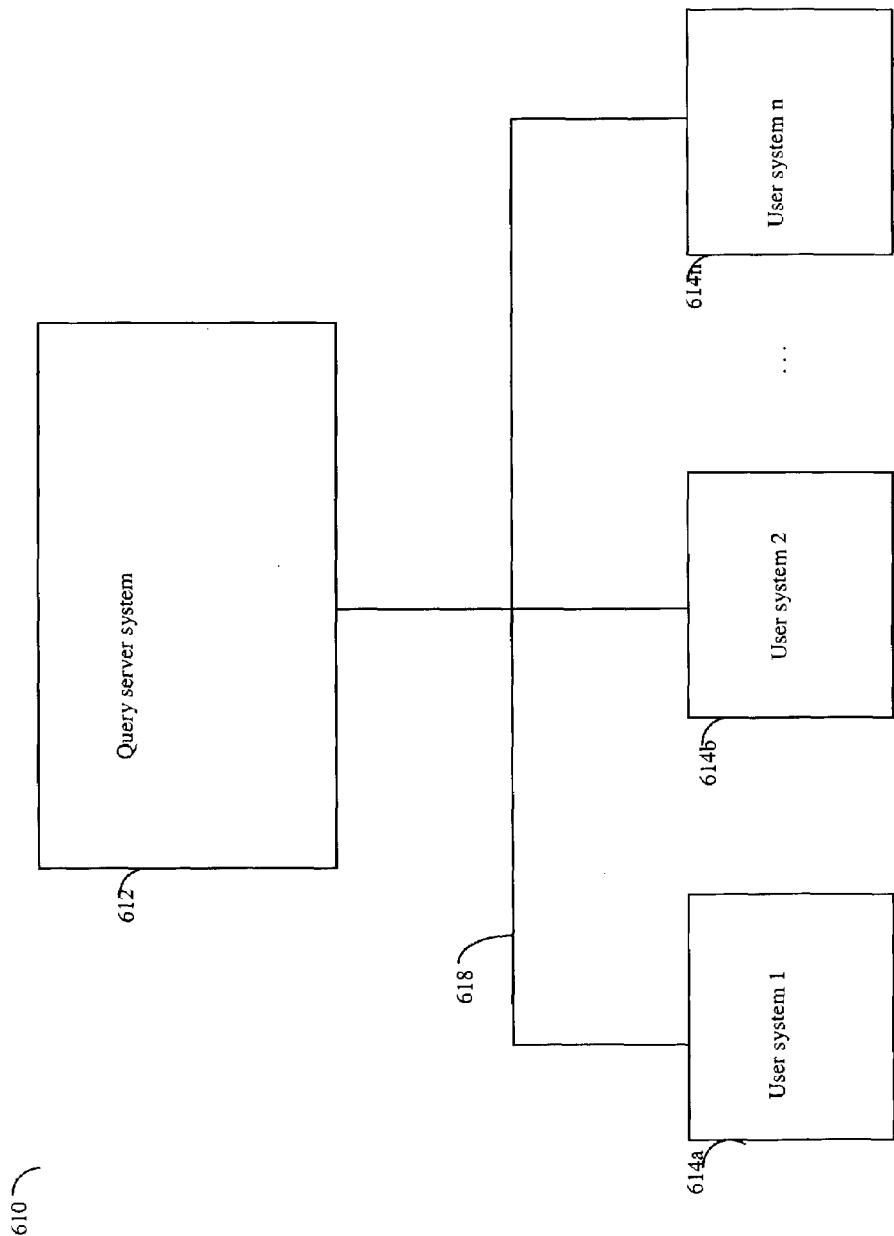 610
612
Query server system
618
614a
User system 1
614b
User system 2
. . .
614n
User system n